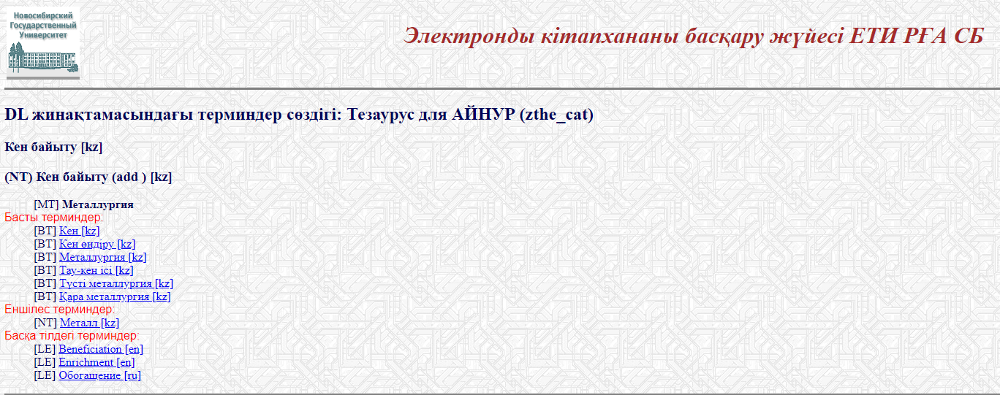 Новосибирский
Государственный
Университет
Электронды кітапхананы басқару жүйесі ЕТИ РҒА СБ
DL жинақтамасындағы терминдер сөздігі: Тезаурус для АЙНУР (zthe_cat)
Кен байыту [kz]
(NT) Кен байыту (add ) [kz]
[MT] Металлургия
Басты терминдер:
[BT] Кен [kz]
[BT] Кен өндіру [kz]
[BT] Металлургия [kz]
[BT] Тау-кен ісі [kz]
[BT] Түсті металлургия [kz]
[BT] Қара металлургия [kz]
Еншілес терминдер:
[NT] Металл [kz]
Басқа тілдегі терминдер:
[LE] Beneficiation [en]
[LE] Enrichment [en]
[LE] Обогащение [ru]